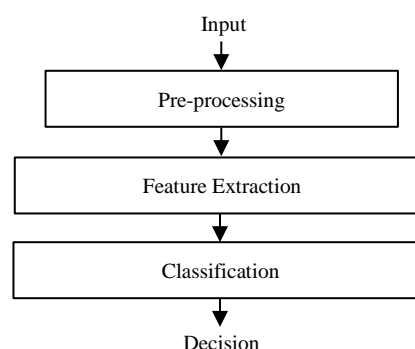 Input
Pre-processing
Feature Extraction
Classification
Decision